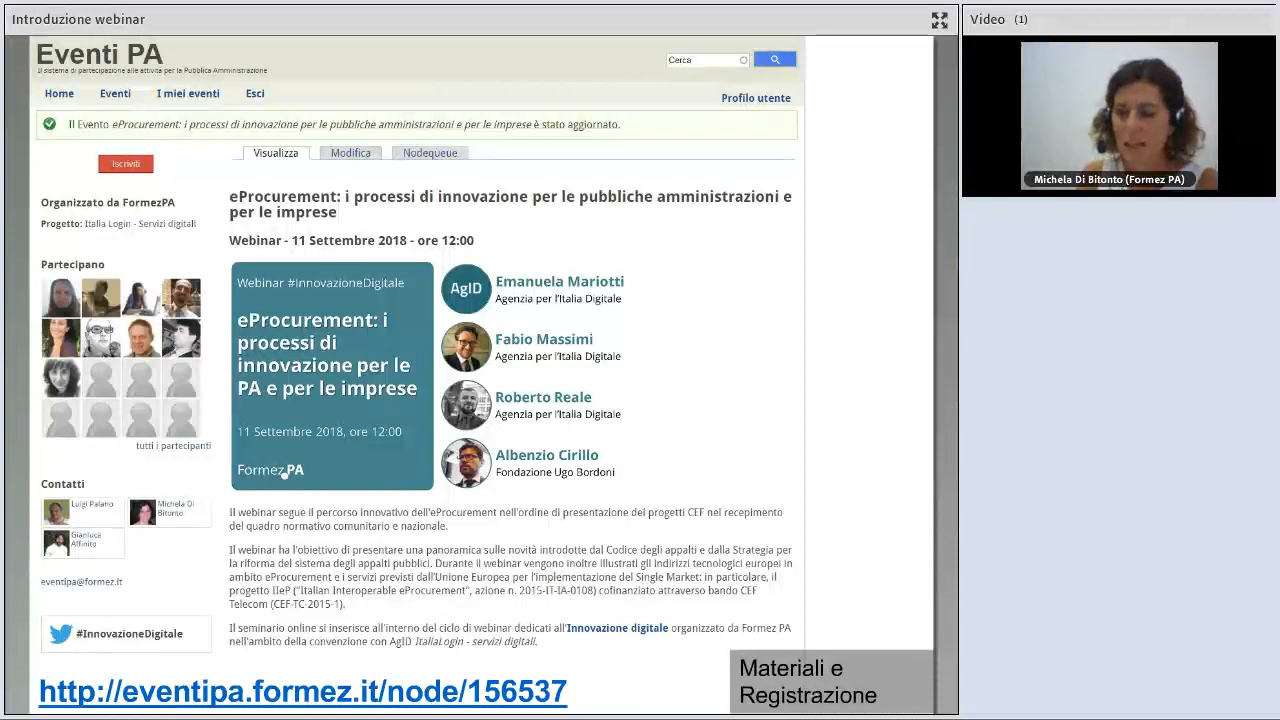 Introduzione webinar
Video (1)
Eventi PA
Il sistema di partecipazione alle attività per la Pubblica Amministrazione
Cerca
Home Eventi I miei eventi Esci
Profilo utente
Il Evento eProcurement: i processi di innovazione per le pubbliche amministrazioni e per le imprese è stato aggiornato.
Visualizza Modifica Nodequeue
Iscriviti
Organizzato da FormezPA
Progetto: Italia Login - Servizi digitali
Partecipano
tutti i partecipanti
Contatti
Luigi Palano
Michela Di
Bitonto
Gianluca
Affinito
eventipa@formez.it
#InnovazioneDigitale
eProcurement: i processi di innovazione per le pubbliche amministrazioni e
per le imprese
Webinar - 11 Settembre 2018 - ore 12:00
Webinar #InnovazioneDigitale
eProcurement: i
processi di
innovazione per le
PA e per le imprese
11 Settembre 2018, ore 12:00
FormezPA
AgID
Emanuela Mariotti
Agenzia per l'Italia Digitale
Fabio Massimi
Agenzia per l'Italia Digitale
Roberto Reale
Agenzia per l'Italia Digitale
Albenzio Cirillo
Fondazione Ugo Bordoni
Il webinar segue il percorso innovativo dell'eProcurement nell'ordine di presentazione dei progetti CEF nel recepimento
del quadro normativo comunitario e nazionale.
Il webinar ha l'obiettivo di presentare una panoramica sulle novità introdotte dal Codice degli appalti e dalla Strategia per
la riforma del sistema degli appalti pubblici. Durante il webinar vengono inoltre illustrati gli indirizzi tecnologici europei in
ambito eProcurement e i servizi previsti dall'Unione Europea per l'implementazione del Single Market: in particolare, il
progetto IIeP ("Italian Interoperable eProcurement", azione n. 2015-IT-IA-0108) cofinanziato attraverso bando CEF
Telecom (CEF-TC-2015-1).
Il seminario online si inserisce all'interno del ciclo di webinar dedicati all'Innovazione digitale organizzato da Formez PA
nell'ambito della convenzione con AgID ItaliaLogin - servizi digitali.
http://eventipa.formez.it/node/156537
Materiali e
Registrazione
Michela Di Bitonto (Formez PA)